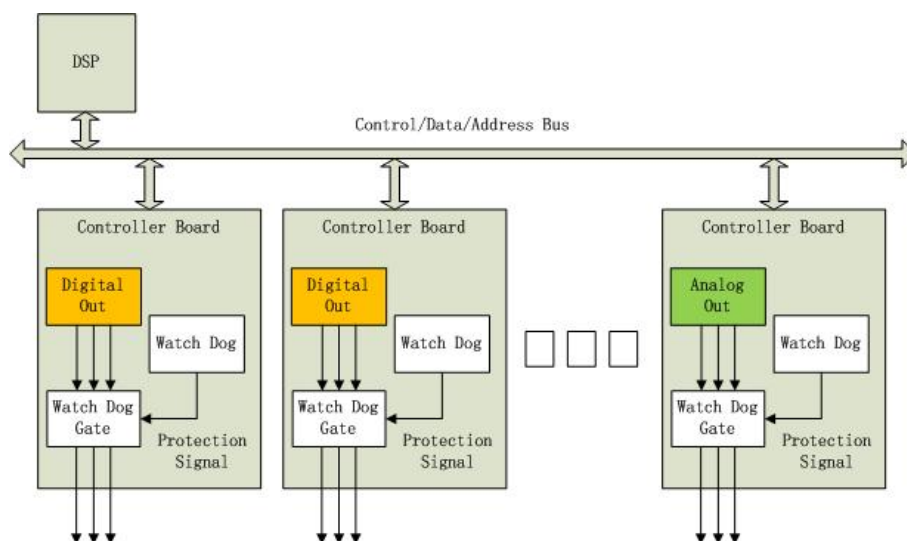 DSP
Control/Data/Address Bus
Controller Board
Digital
Out
Watch Dog
Watch Dog
Gate
Protection
Signal
Controller Board
Digital
Out
Watch Dog
Watch Dog
Gate
Protection
Signal
Controller Board
Analog
Out
Watch Dog
Watch Dog
Gate
Protection
Signal